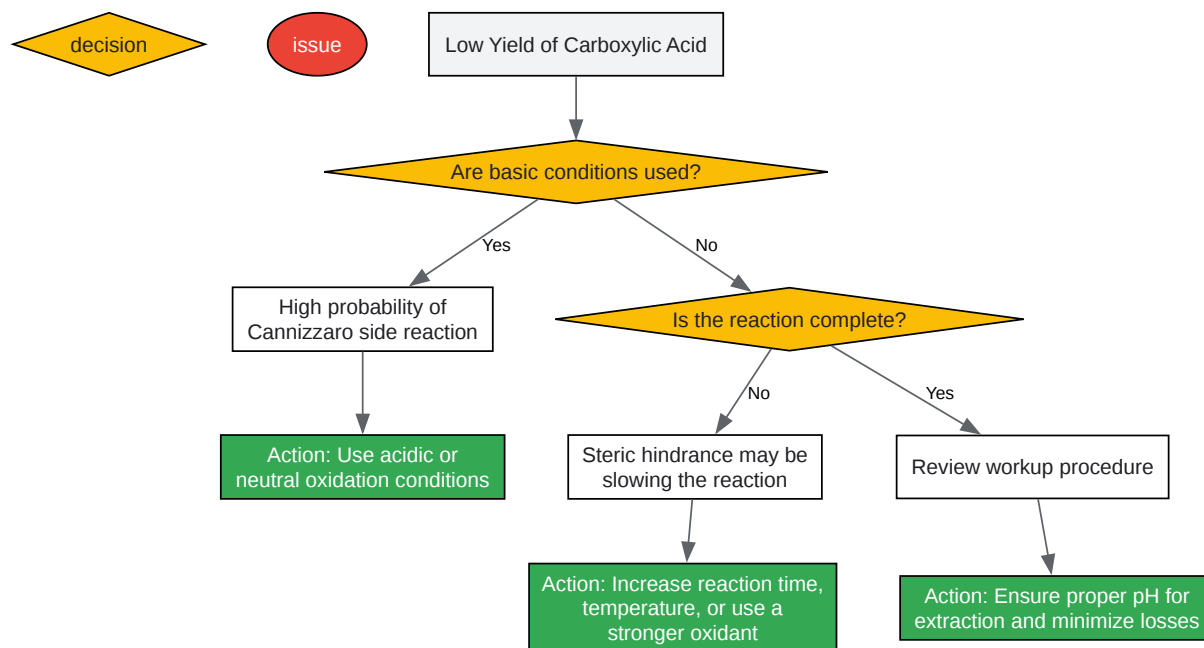 decision
issue
Low Yield of Carboxylic Acid
Are basic conditions used?
Yes
No
High probability of
Cannizzaro side reaction
Is the reaction complete?
No
Yes
Action: Use acidic or
neutral oxidation conditions
Steric hindrance may be
slowing the reaction
Review workup procedure
Action: Increase reaction time,
temperature, or use a
stronger oxidant
Action: Ensure proper pH for
extraction and minimize losses